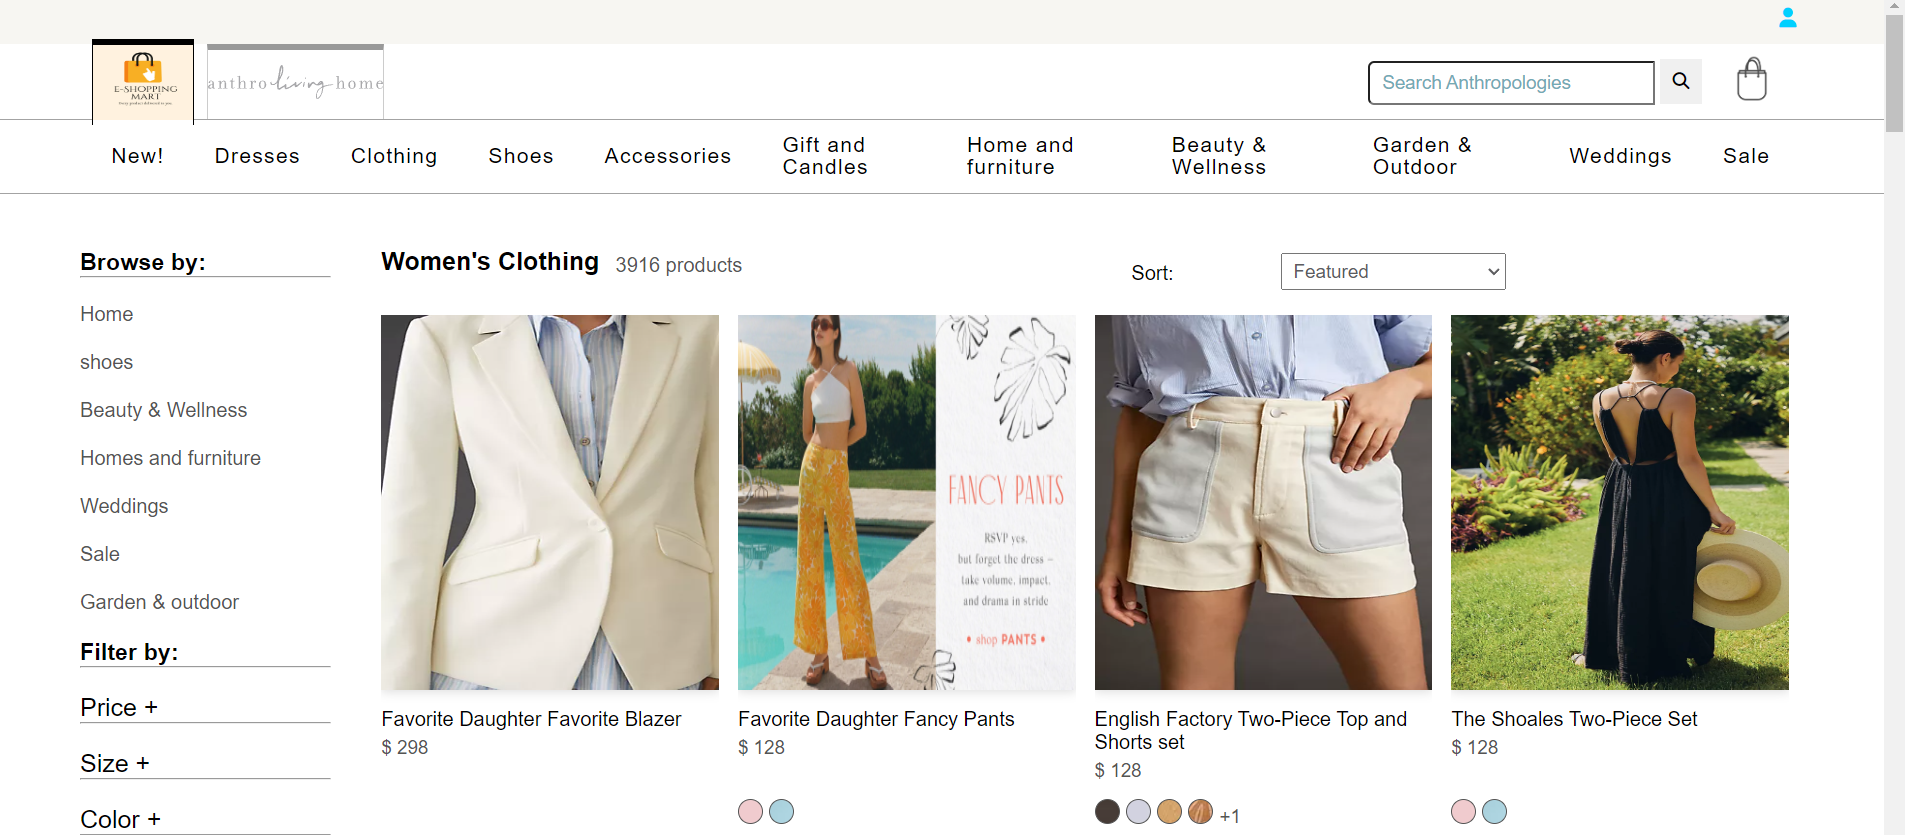 E-SHOPPING
MART
anthro living home
Search Anthropologies
New!
Dresses
Clothing
Shoes
Accessories
Gift and
Candles
Home and
furniture
Beauty &
Wellness
Garden &
Outdoor
Weddings
Sale
Browse by:
Home
shoes
Beauty & Wellness
Homes and furniture
Weddings
Sale
Garden & outdoor
Filter by:
Price +
Size +
Color +
Women's Clothing 3916 products
Sort:
Featured
FANCY PANTS
RSVP yes.
but forget the dress –
take volume, impact,
and drama in stride
• shop PANTS •
Favorite Daughter Favorite Blazer
$ 298
Favorite Daughter Fancy Pants
$ 128
English Factory Two-Piece Top and
Shorts set
$ 128
+1
The Shoales Two-Piece Set
$ 128